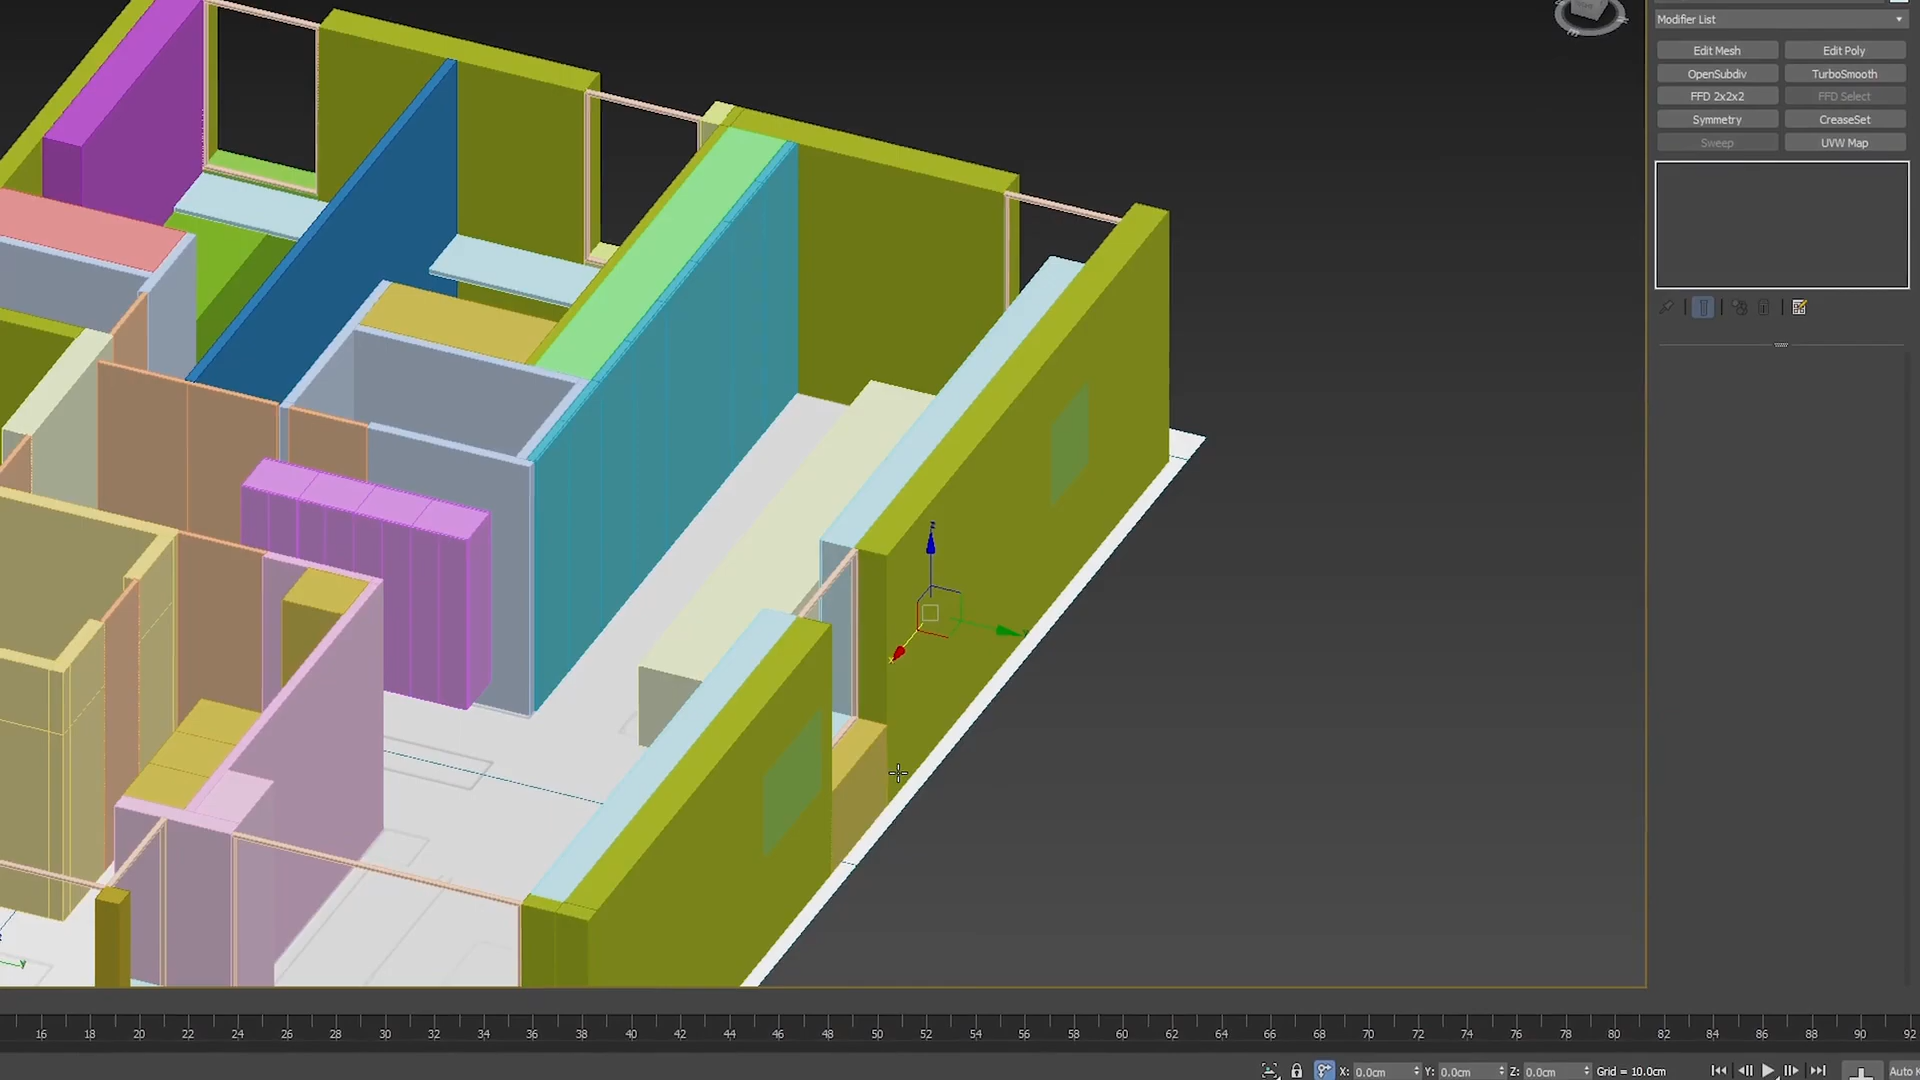 Modifier List
Edit Mesh Edit Poly
OpenSubdiv TurboSmooth
FFD 2x2x2 FFD Select
Symmetry CreaseSet
Sweep UVW Map
16 18 20 22 24 26 28 30 32 34 36 38 40 42 44 46 48 50 52 54 56 58 60 62 64 66 68 70 72 74 76 78 80 82 84 86 88 90 92
X: 0.0cm Y: 0.0cm Z: 0.0cm Grid = 10.0cm Auto